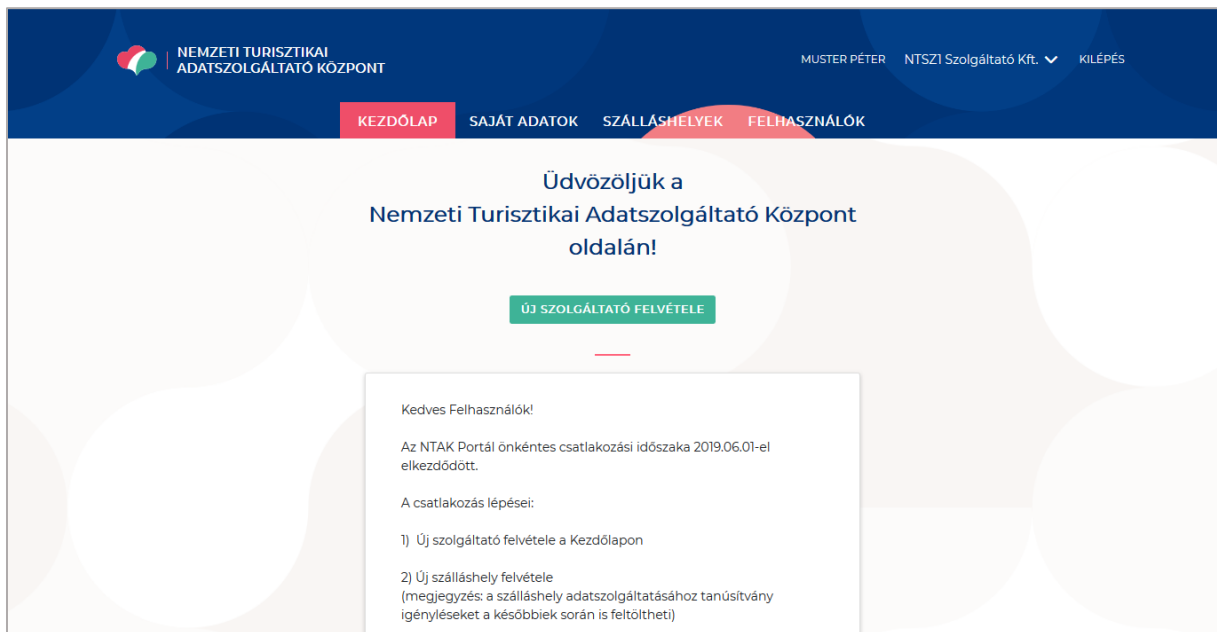 NEMZETI TURISZTIKAI
ADATSZOLGÁLTATÓ KÖZPONT
MUSTER PÉTER NTSZ1 Szolgáltató Kft. KILÉPÉS
KEZDŐLAP SAJÁT ADATOK SZÁLLÁSHELYEK FELHASZNÁLÓK
Üdvözöljük a
Nemzeti Turisztikai Adatszolgáltató Központ
oldalán!
ÚJ SZOLGÁLTATÓ FELVÉTELE
Kedves Felhasználók!
Az NTAK Portál önkéntes csatlakozási időszaka 2019.06.01-el
elkezdődött.
A csatlakozás lépései:
1) Új szolgáltató felvétele a Kezdőlapon
2) Új szálláshely felvétele
(megjegyzés: a szálláshely adatszolgáltatásához tanúsítvány
igényléseket a későbbiek során is feltöltheti)